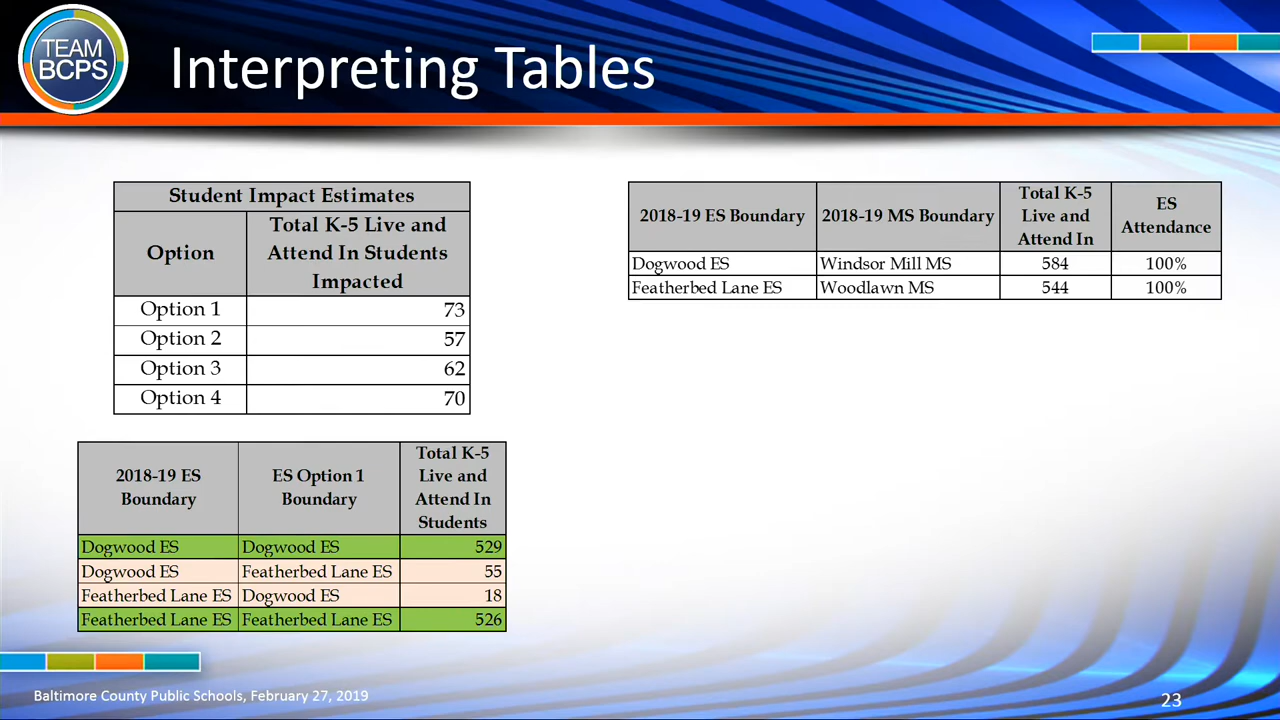 TEAM
BCPS
Interpreting Tables
Student Impact Estimates
Option
Total K-5 Live and
Attend In Students
Impacted
Option 1 73
Option 2 57
Option 3 62
Option 4 70
2018-19 ES
Boundary
ES Option 1
Boundary
Total K-5
Live and
Attend In
Students
Dogwood ES Dogwood ES 529
Dogwood ES Featherbed Lane ES 55
Featherbed Lane ES Dogwood ES 18
Featherbed Lane ES Featherbed Lane ES 526
2018-19 ES Boundary
2018-19 MS Boundary
Total K-5
Live and
Attend In
ES
Attendance
Dogwood ES Windsor Mill MS 584 100%
Featherbed Lane ES Woodlawn MS 544 100%
Baltimore County Public Schools, February 27, 2019
23